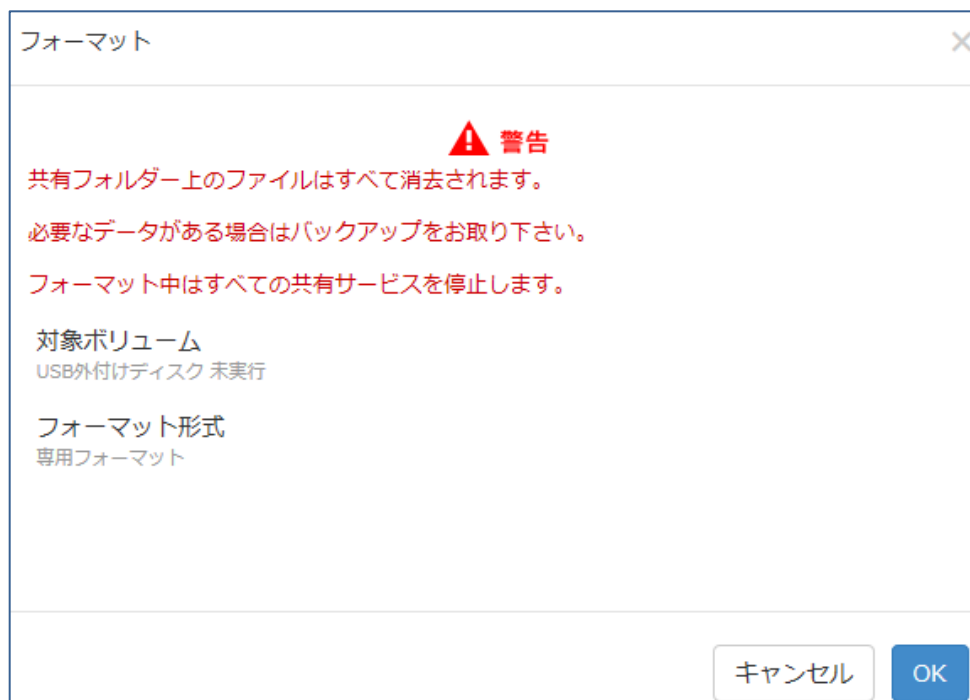 フォーマット
警告
共有フォルダー上のファイルはすべて消去されます。
必要なデータがある場合はバックアップをお取り下さい。
フォーマット中はすべての共有サービスを停止します。
対象ボリューム
USB外付けディスク 未実行
フォーマット形式
専用フォーマット
キャンセル
OK